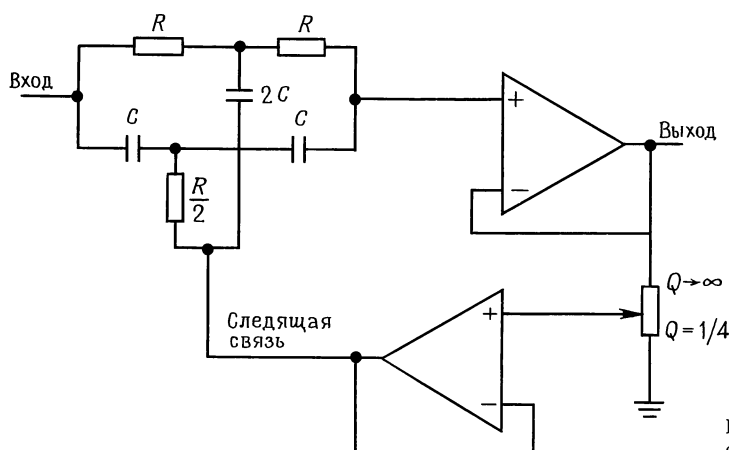 R R
Вход
2C
C C
R/2
+
−
Выход
Q→∞
Q=1/4
Следящая
связь
+
−